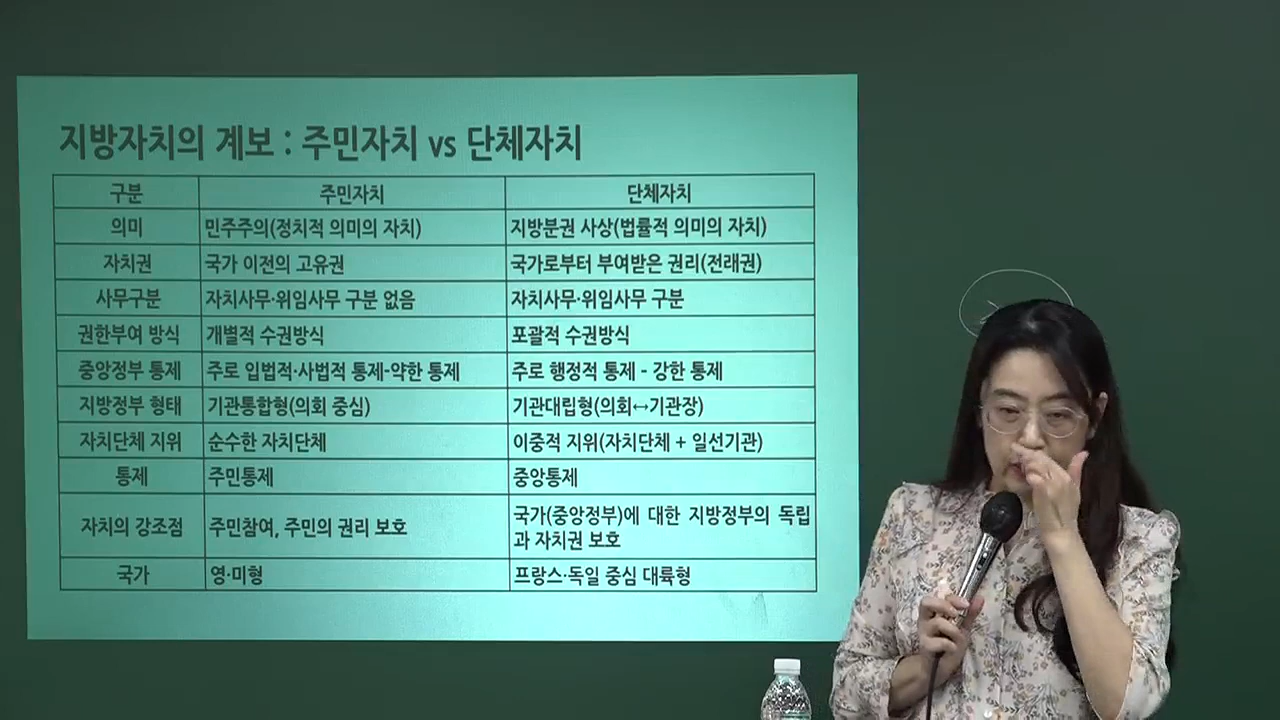 지방자치의 계보 : 주민자치 vs 단체자치
구분 주민자치 단체자치
의미 민주주의(정치적 의미의 자치) 지방분권 사상(법률적 의미의 자치)
자치권 국가 이전의 고유권 국가로부터 부여받은 권리(전래권)
사무구분 자치사무·위임사무 구분 없음 자치사무·위임사무 구분
권한부여 방식 개별적 수권방식 포괄적 수권방식
중앙정부 통제 주로 입법적·사법적 통제-약한 통제 주로 행정적 통제 - 강한 통제
지방정부 형태 기관통합형(의회 중심) 기관대립형(의회↔기관장)
자치단체 지위 순수한 자치단체 이중적 지위(자치단체 + 일선기관)
통제 주민통제 중앙통제
자치의 강조점 주민참여, 주민의 권리 보호 국가(중앙정부)에 대한 지방정부의 독립
과 자치권 보호
국가 영·미형 프랑스·독일 중심 대륙형